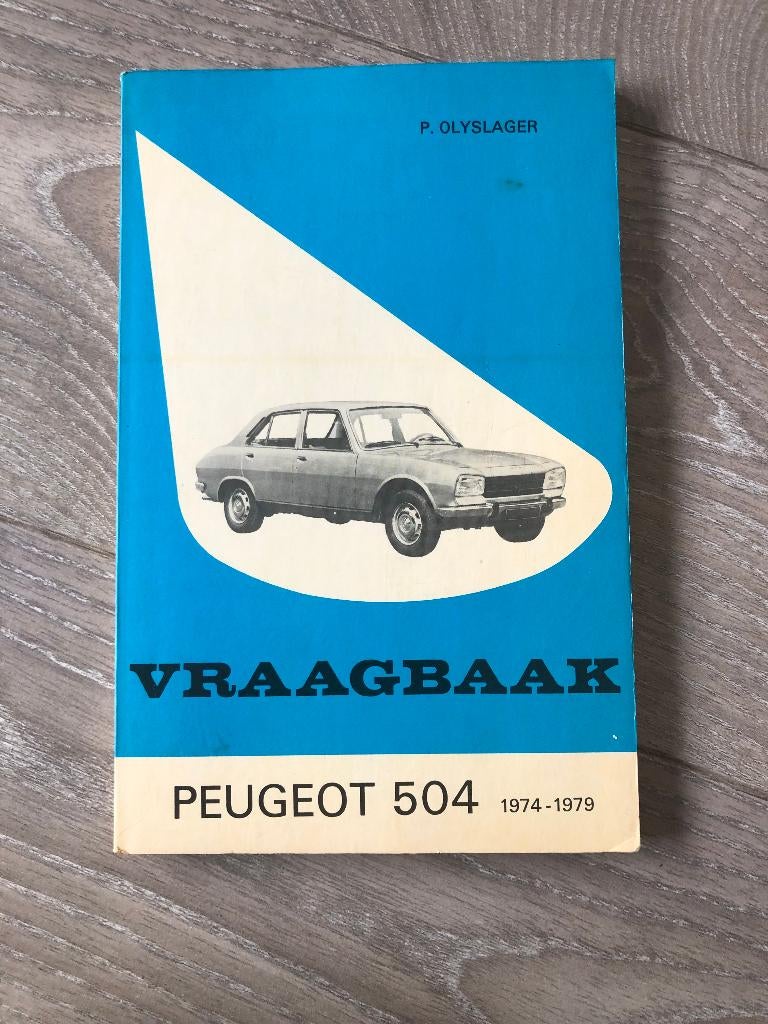 P. OLYSLAGER
VRAAGBAAK
PEUGEOT 504 1974-1979